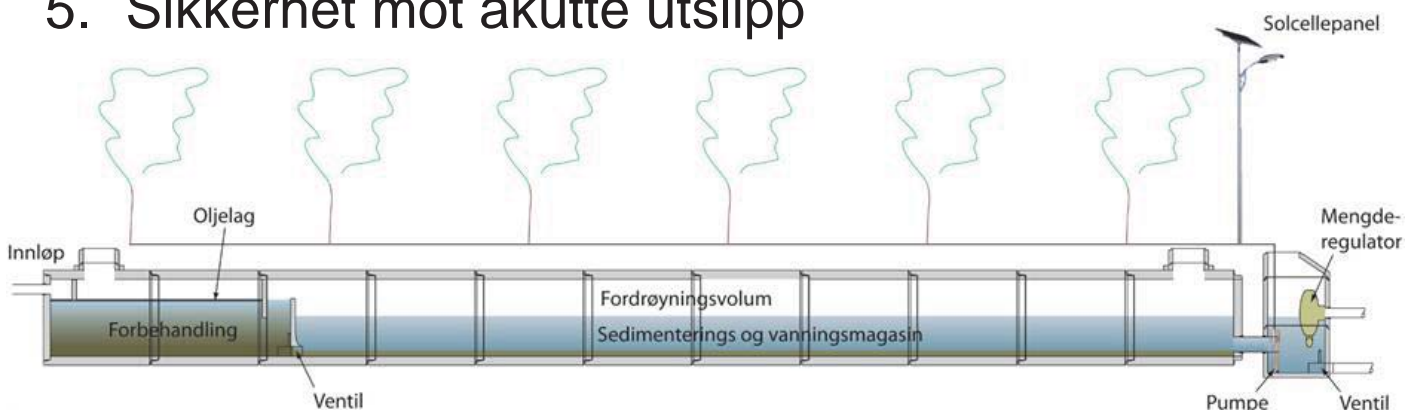 5. Sikkerhet mot akutte utslipp
Solcellepanel
Oljelag
Mengde-
regulator
Innløp
Fordrøyningsvolum
Forbehandling
Sedimenterings og vanningsmagasin
Ventil
Pumpe
Ventil